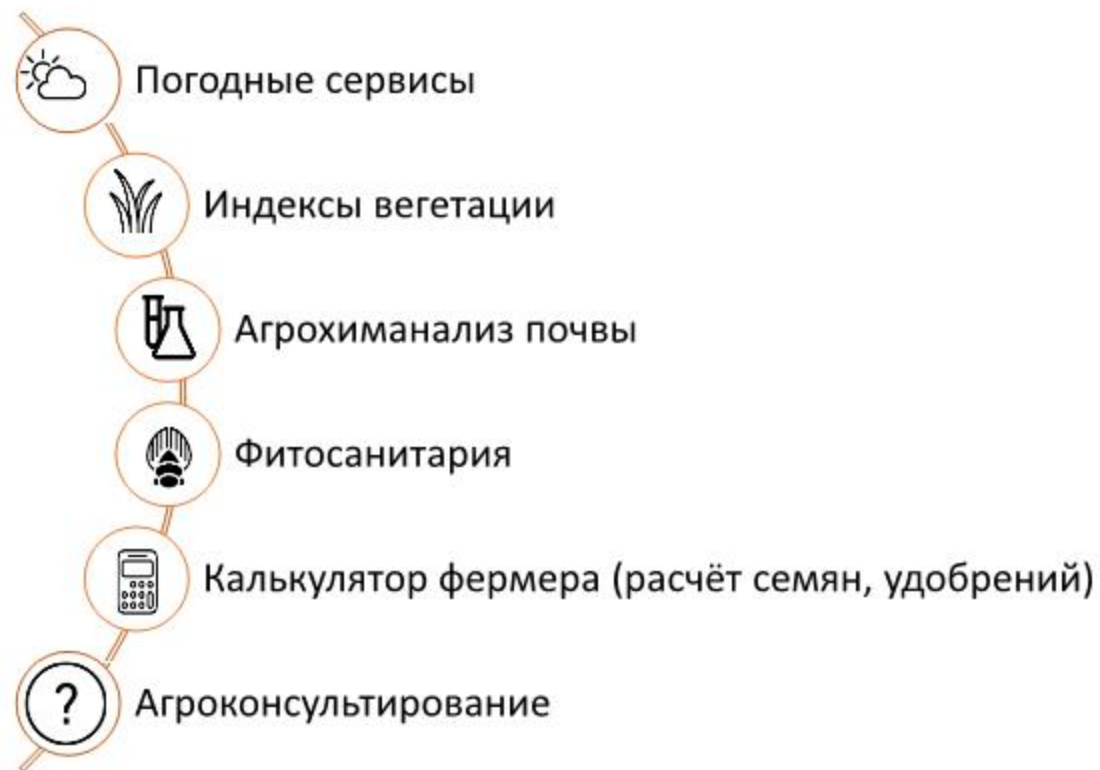 Погодные сервисы
Индексы вегетации
Агрохиманализ почвы
Фитосанитария
Калькулятор фермера (расчёт семян, удобрений)
?
Агроконсультирование